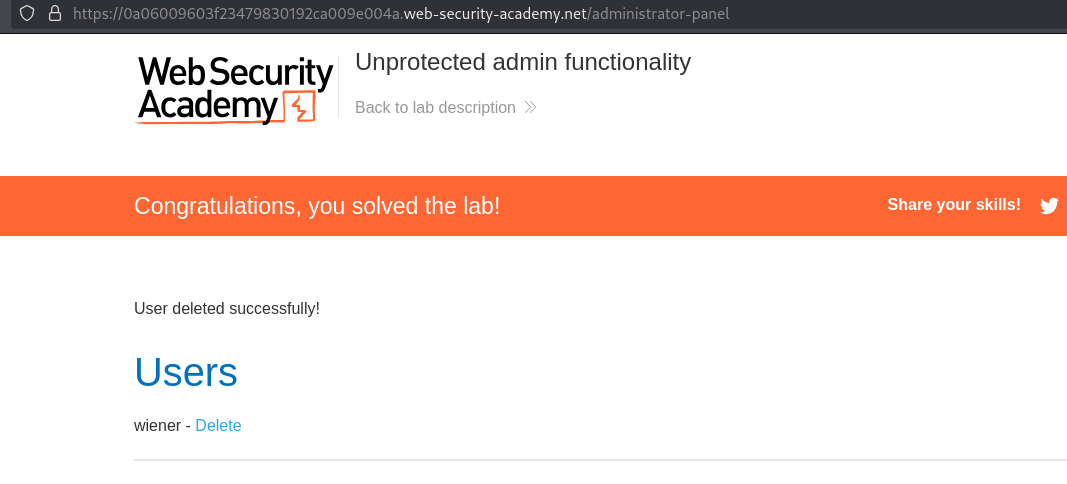 https://0a06009603f23479830192ca009e004a.web-security-academy.net/administrator-panel
Web Security
Academy
Unprotected admin functionality
Back to lab description
Congratulations, you solved the lab!
Share your skills!
User deleted successfully!
Users
wiener - Delete